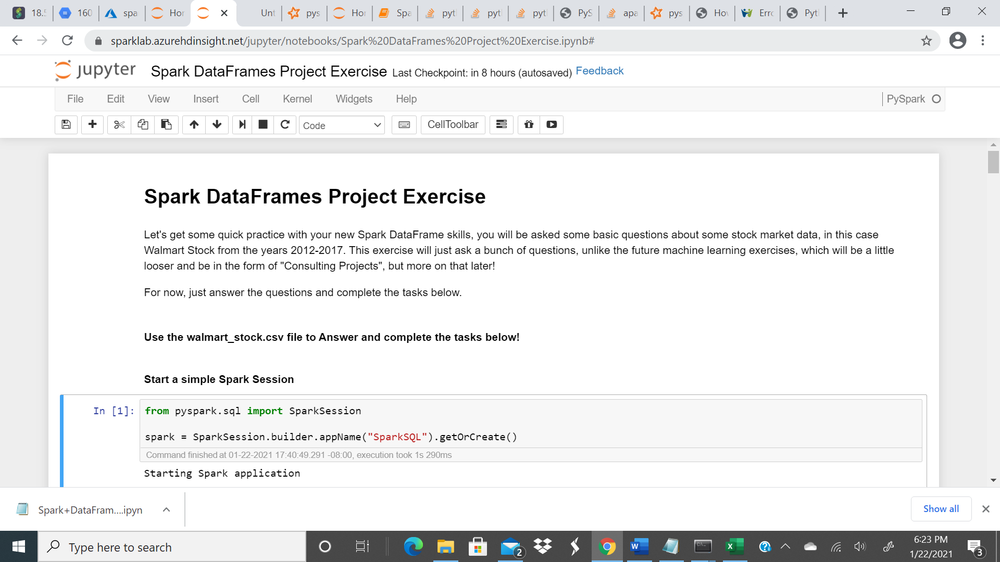 18.5
160
spa
Hor
Unt
pys
Hor
Spa
pyt
pyt
pyt
PyS
apa
pys
Hov
Erro
Pyt
sparklab.azurehdinsight.net/jupyter/notebooks/Spark%20DataFrames%20Project%20Exercise.ipynb#
jupyter Spark DataFrames Project Exercise Last Checkpoint: in 8 hours (autosaved) Feedback
File Edit View Insert Cell Kernel Widgets Help PySpark
Code CellToolbar
Spark DataFrames Project Exercise
Let's get some quick practice with your new Spark DataFrame skills, you will be asked some basic questions about some stock market data, in this case
Walmart Stock from the years 2012-2017. This exercise will just ask a bunch of questions, unlike the future machine learning exercises, which will be a little
looser and be in the form of "Consulting Projects", but more on that later!
For now, just answer the questions and complete the tasks below.
Use the walmart_stock.csv file to Answer and complete the tasks below!
Start a simple Spark Session
In [1]: from pyspark.sql import SparkSession
spark = SparkSession.builder.appName("SparkSQL").getOrCreate()
Command finished at 01-22-2021 17:40:49.291 -08:00, execution took 1s 290ms
Starting Spark application
Spark+DataFram....ipyn
Show all
Type here to search
2
6:23 PM
1/22/2021
3